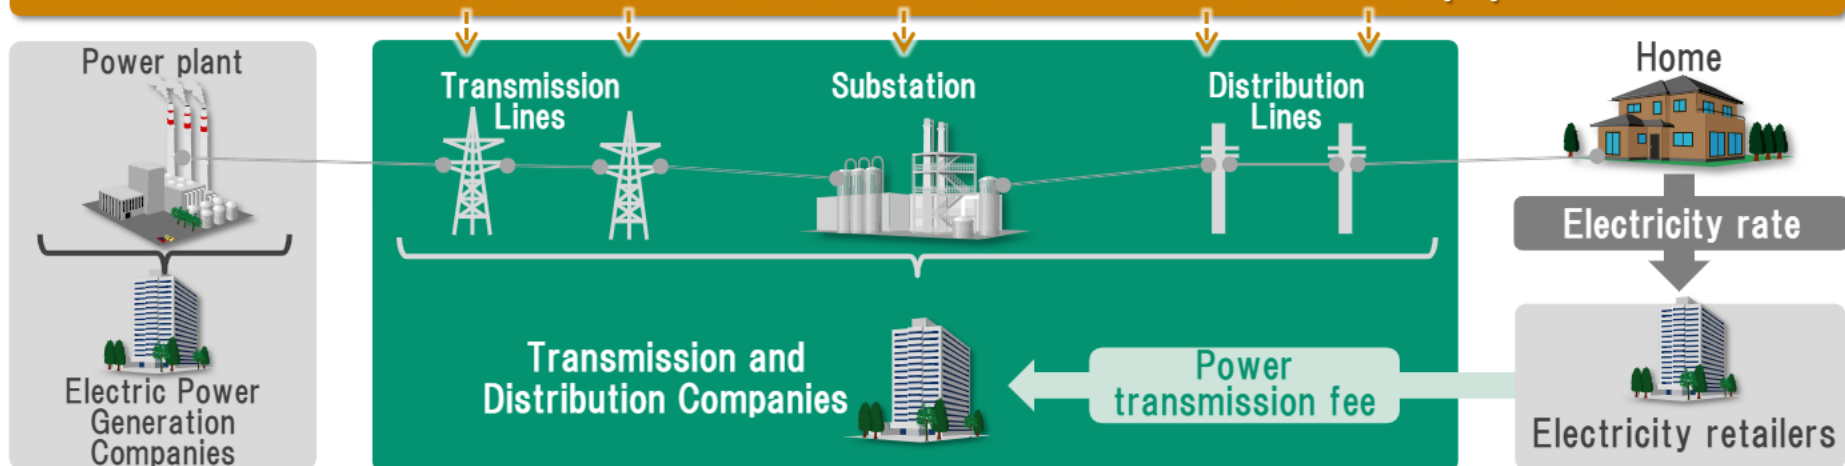 Power plant
Transmission
Lines
Substation
Distribution
Lines
Home
Electricity rate
Transmission and
Distribution Companies
Power
transmission fee
Electric Power
Generation
Companies
Electricity retailers